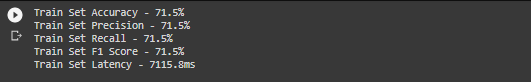 Train Set Accuracy - 71.5%
Train Set Precision - 71.5%
Train Set Recall - 71.5%
Train Set F1 Score - 71.5%
Train Set Latency - 7115.8ms